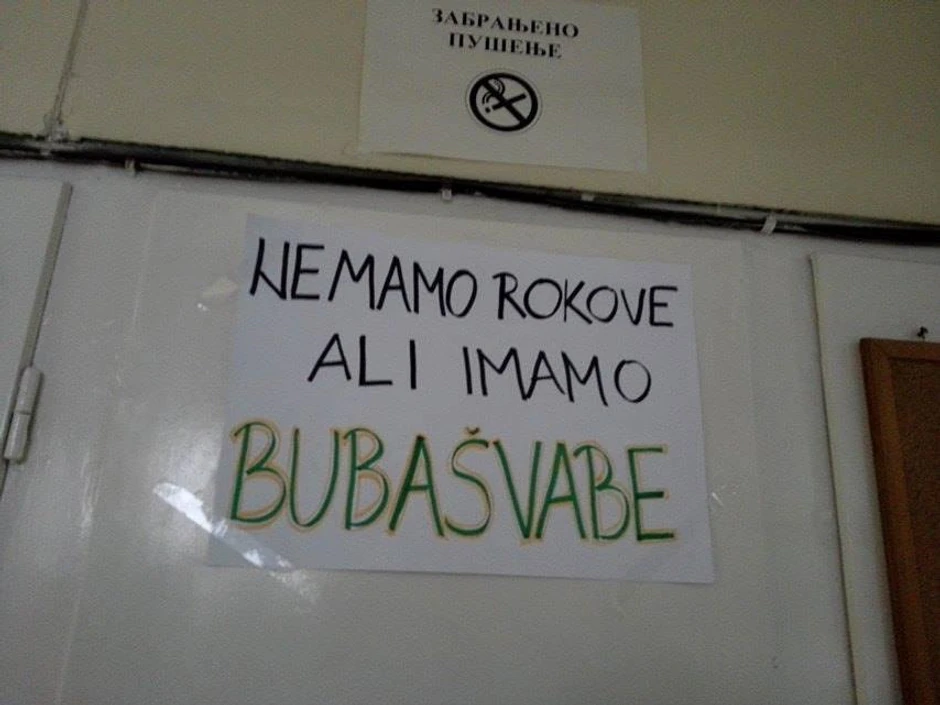 ЗАБРАЊЕНО
ПУШЕЊЕ
NEMAMO ROKOVE
ALI IMAMO
BUBAŠVABE